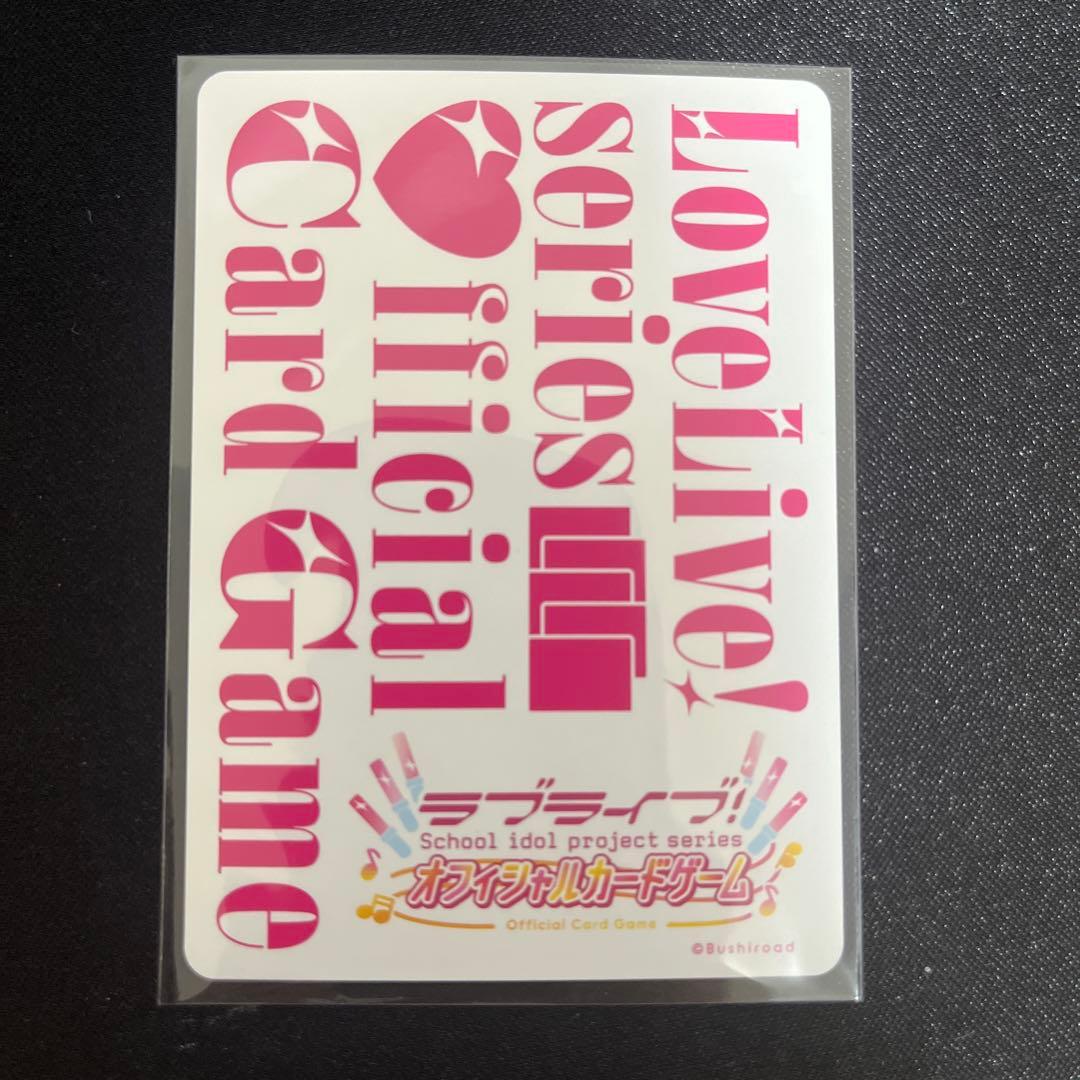 LoveLive!
series
Official
Card Game
ラブライブ!
School idol project series
オフィシャルカードゲーム
Official Card Game
©Bushiroad